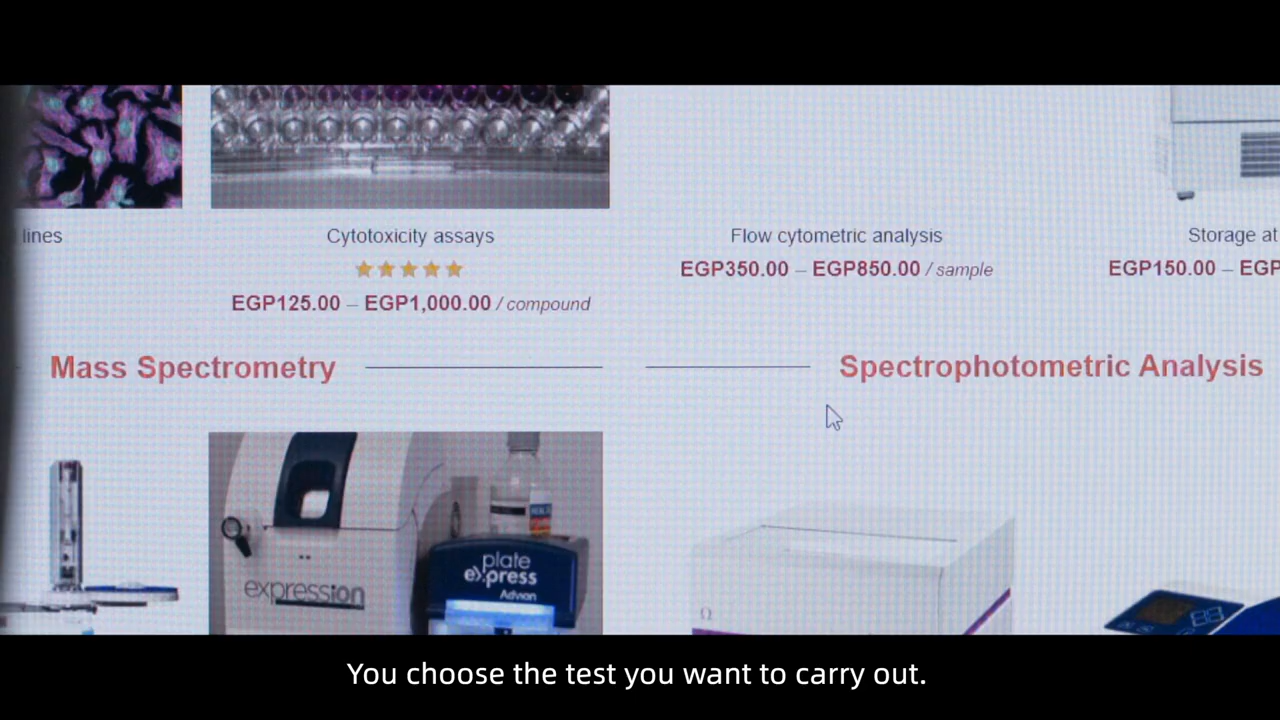 lines
Cytotoxicity assays
EGP125.00 – EGP1,000.00 / compound
Flow cytometric analysis
EGP350.00 – EGP850.00 / sample
Storage at
EGP150.00 – EGP
Mass Spectrometry
Spectrophotometric Analysis
expression
plate
express
Advion
Ω
You choose the test you want to carry out.